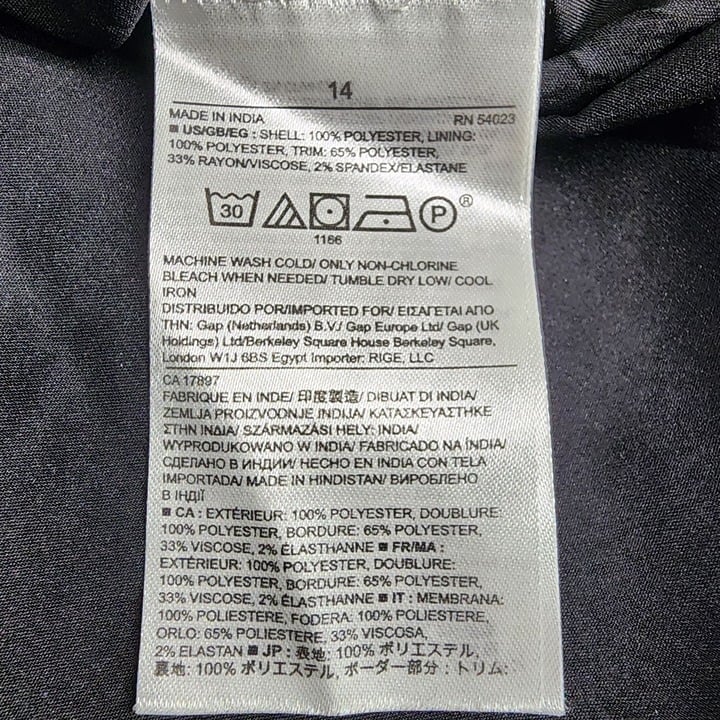 14
MADE IN INDIA RN 54023
■ US/GB/EG : SHELL: 100% POLYESTER, LINING:
100% POLYESTER, TRIM: 65% POLYESTER,
33% RAYON/VISCOSE, 2% SPANDEX/ELASTANE
30 P ®
1166
MACHINE WASH COLD/ ONLY NON-CHLORINE
BLEACH WHEN NEEDED/ TUMBLE DRY LOW/ COOL
IRON
DISTRIBUIDO POR/IMPORTED FOR/ ΕΙΣΑΓΕΤΑΙ ΑΠΟ
ΤΗΝ: Gap (Netherlands) B.V./ Gap Europe Ltd/ Gap (UK
Holdings) Ltd/Berkeley Square House Berkeley Square,
London W1J 6BS Egypt Importer: RIGE, LLC
CA 17897
FABRIQUE EN INDE/ 印度製造/ DIBUAT DI INDIA/
ZEMLJA PROIZVODNJE INDIJA/ ΚΑΤΑΣΚΕΥΑΣΤΗΚΕ
ΣΤΗΝ ΙΝΔΙΑ/ SZÁRMAZÁSI HELY: INDIA/
WYPRODUKOWANO W INDIA/ FABRICADO NA ÍNDIA/
СДЕЛАНО В ИНДИИ/ HECHO EN INDIA CON TELA
IMPORTADA/ MADE IN HINDISTAN/ ВИРОБЛЕНО
В ІНДІЇ
■ CA : EXTÉRIEUR: 100% POLYESTER, DOUBLURE:
100% POLYESTER, BORDURE: 65% POLYESTER,
33% VISCOSE, 2% ÉLASTHANNE ■ FR/MA :
EXTÉRIEUR: 100% POLYESTER, DOUBLURE:
100% POLYESTER, BORDURE: 65% POLYESTER,
33% VISCOSE, 2% ÉLASTHANNE ■ IT : MEMBRANA:
100% POLIESTERE, FODERA: 100% POLIESTERE,
ORLO: 65% POLIESTERE, 33% VISCOSA,
2% ELASTAN ■ JP : 表地: 100% ポリエステル,
裏地: 100% ポリエステル, ボーダー部分 : トリム: